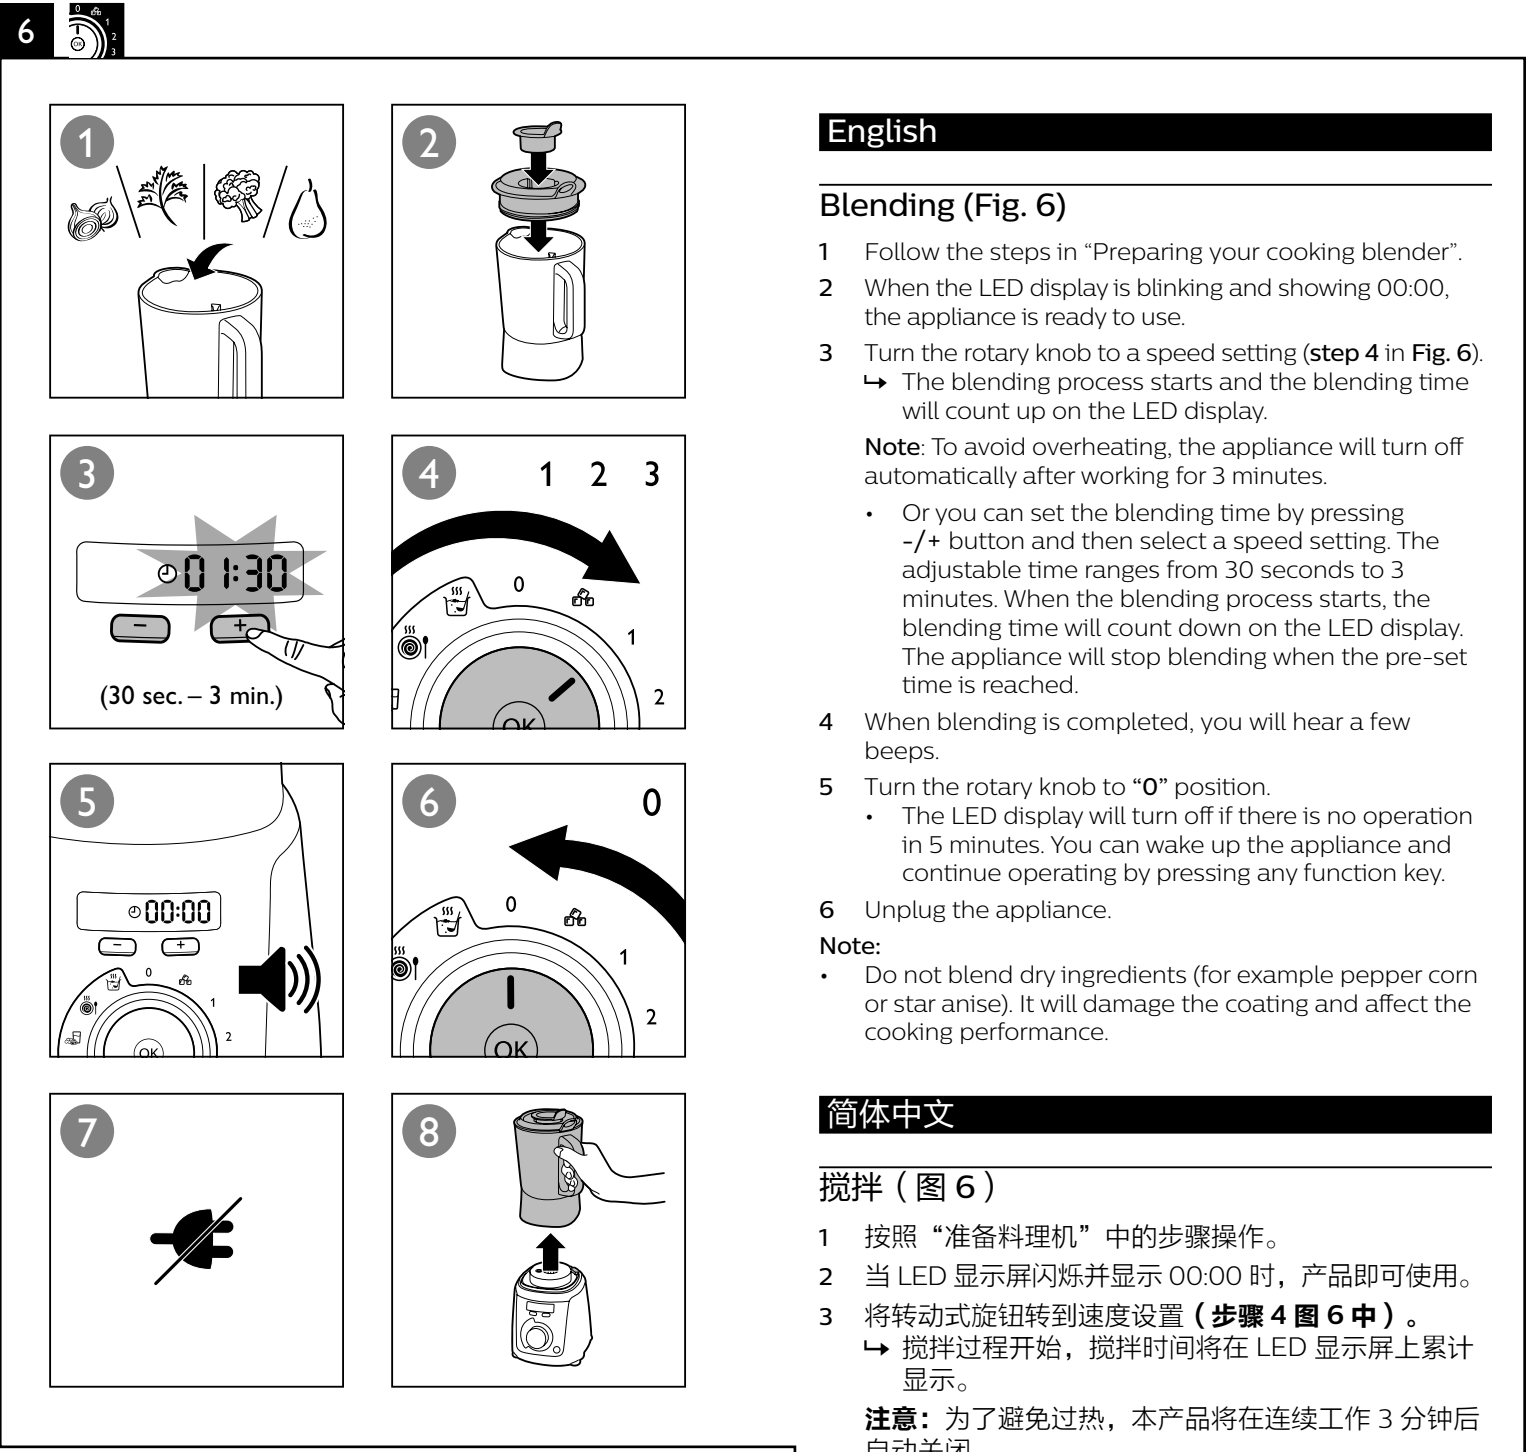 6
0
1
2
3
OK
1
2
3
01:30
- +
(30 sec. – 3 min.)
4
1 2 3
0
1
2
OK
5
00:00
- +
0
1
2
OK
6
0
0
1
2
OK
7
8
English
Blending (Fig. 6)
1 Follow the steps in “Preparing your cooking blender”.
2 When the LED display is blinking and showing 00:00,
the appliance is ready to use.
3 Turn the rotary knob to a speed setting (step 4 in Fig. 6).
↳ The blending process starts and the blending time
will count up on the LED display.
Note: To avoid overheating, the appliance will turn off
automatically after working for 3 minutes.
• Or you can set the blending time by pressing
-/+ button and then select a speed setting. The
adjustable time ranges from 30 seconds to 3
minutes. When the blending process starts, the
blending time will count down on the LED display.
The appliance will stop blending when the pre-set
time is reached.
4 When blending is completed, you will hear a few
beeps.
5 Turn the rotary knob to “0” position.
• The LED display will turn off if there is no operation
in 5 minutes. You can wake up the appliance and
continue operating by pressing any function key.
6 Unplug the appliance.
Note:
• Do not blend dry ingredients (for example pepper corn
or star anise). It will damage the coating and affect the
cooking performance.
简体中文
搅拌（图 6）
1 按照“准备料理机”中的步骤操作。
2 当 LED 显示屏闪烁并显示 00:00 时，产品即可使用。
3 将转动式旋钮转到速度设置（步骤 4 图 6 中）。
↳ 搅拌过程开始，搅拌时间将在 LED 显示屏上累计
显示。
注意：为了避免过热，本产品将在连续工作 3 分钟后
自动关闭